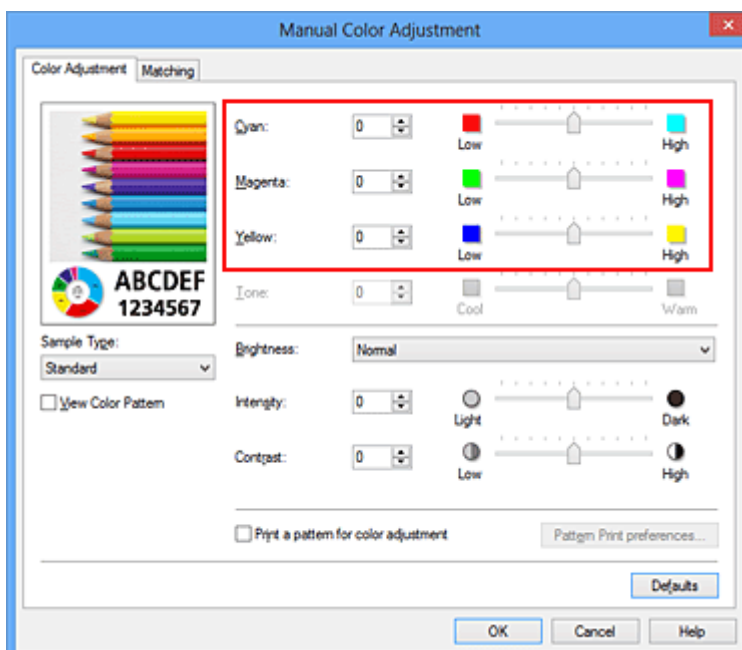 Manual Color Adjustment
x
Color Adjustment
Matching
ABCDEF
1234567
Sample Type:
Standard
View Color Pattern
Cyan:
0
Low
High
Magenta:
0
Low
High
Yellow:
0
Low
High
Tone:
0
Cool
Warm
Brightness:
Normal
Intensity:
0
Light
Dark
Contrast:
0
Low
High
Print a pattern for color adjustment
Pattern Print preferences...
Defaults
OK
Cancel
Help